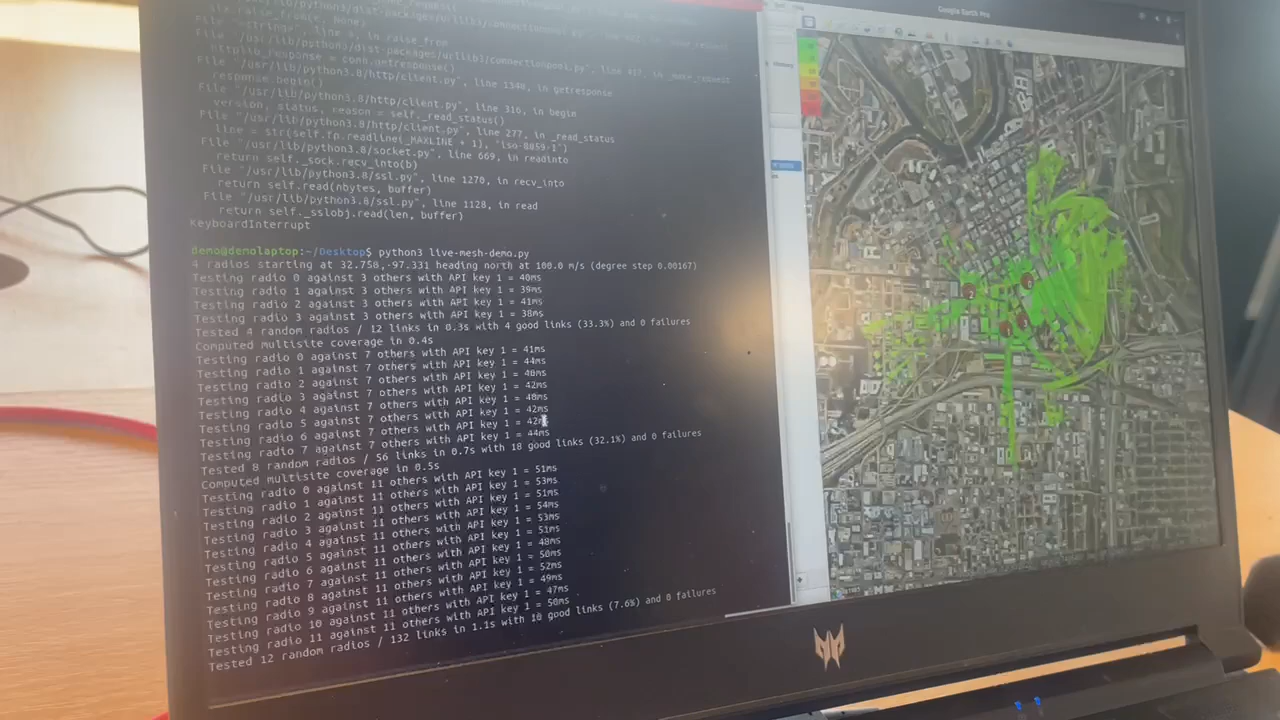 File "/usr/lib/python3.8/http/client.py", line 1348, in getresponse
response.begin()
File "/usr/lib/python3.8/http/client.py", line 316, in begin
version, status, reason = self._read_status()
File "/usr/lib/python3.8/http/client.py", line 277, in _read_status
line = str(self.fp.readline(_MAXLINE + 1), "iso-8859-1")
File "/usr/lib/python3.8/socket.py", line 669, in readinto
return self._sock.recv_into(b)
File "/usr/lib/python3.8/ssl.py", line 1270, in recv_into
return self.read(nbytes, buffer)
File "/usr/lib/python3.8/ssl.py", line 1128, in read
return self._sslobj.read(len, buffer)
KeyboardInterrupt
demo@demolaptop:~/Desktop$ python3 live-mesh-demo.py
4 radios starting at 32.758,-97.331 heading north at 100.0 m/s (degree step 0.00167)
Testing radio 0 against 3 others with API key 1 = 40ms
Testing radio 1 against 3 others with API key 1 = 39ms
Testing radio 2 against 3 others with API key 1 = 41ms
Testing radio 3 against 3 others with API key 1 = 38ms
Tested 4 random radios / 12 links in 0.3s with 4 good links (33.3%) and 0 failures
Computed multisite coverage in 0.4s
Testing radio 0 against 7 others with API key 1 = 41ms
Testing radio 1 against 7 others with API key 1 = 44ms
Testing radio 2 against 7 others with API key 1 = 40ms
Testing radio 3 against 7 others with API key 1 = 42ms
Testing radio 4 against 7 others with API key 1 = 40ms
Testing radio 5 against 7 others with API key 1 = 42ms
Testing radio 6 against 7 others with API key 1 = 42ms
Testing radio 7 against 7 others with API key 1 = 44ms
Tested 8 random radios / 56 links in 0.7s with 18 good links (32.1%) and 0 failures
Computed multisite coverage in 0.5s
Testing radio 0 against 11 others with API key 1 = 51ms
Testing radio 1 against 11 others with API key 1 = 53ms
Testing radio 2 against 11 others with API key 1 = 51ms
Testing radio 3 against 11 others with API key 1 = 54ms
Testing radio 4 against 11 others with API key 1 = 53ms
Testing radio 5 against 11 others with API key 1 = 51ms
Testing radio 6 against 11 others with API key 1 = 48ms
Testing radio 7 against 11 others with API key 1 = 50ms
Testing radio 8 against 11 others with API key 1 = 52ms
Testing radio 9 against 11 others with API key 1 = 49ms
Testing radio 10 against 11 others with API key 1 = 47ms
Testing radio 11 against 11 others with API key 1 = 50ms
Tested 12 random radios / 132 links in 1.1s with 10 good links (7.6%) and 0 failures
Google Earth Pro
2
3